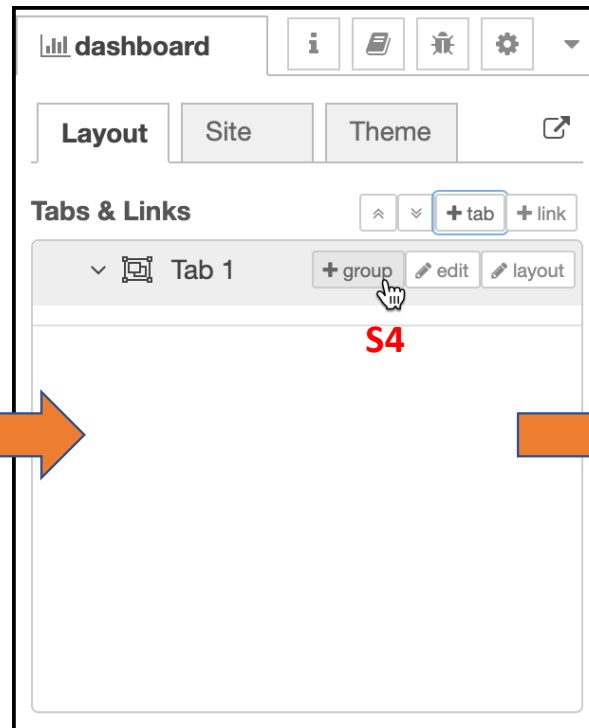 dashboard i
Layout Site Theme
Tabs & Links + tab + link
Tab 1 + group edit layout
S4